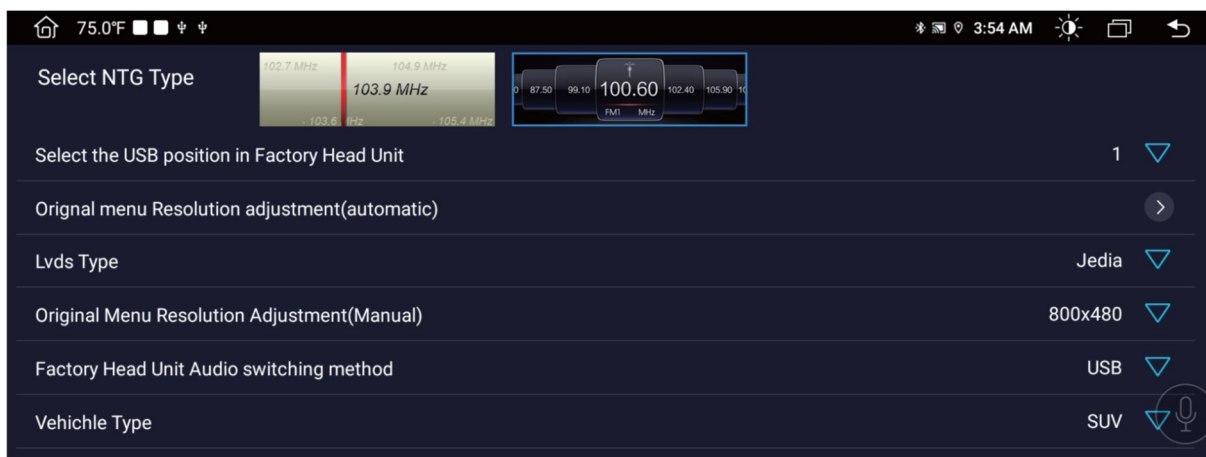 75.0°F 3:54 AM
Select NTG Type
102.7 MHz 104.9 MHz
103.9 MHz
- 103.6 MHz - 105.4 MHz
0 87.50 99.10 100.60 102.40 105.90 10
FM1 MHz
Select the USB position in Factory Head Unit 1
Orignal menu Resolution adjustment(automatic)
Lvds Type Jedia
Original Menu Resolution Adjustment(Manual) 800x480
Factory Head Unit Audio switching method USB
Vehichle Type SUV